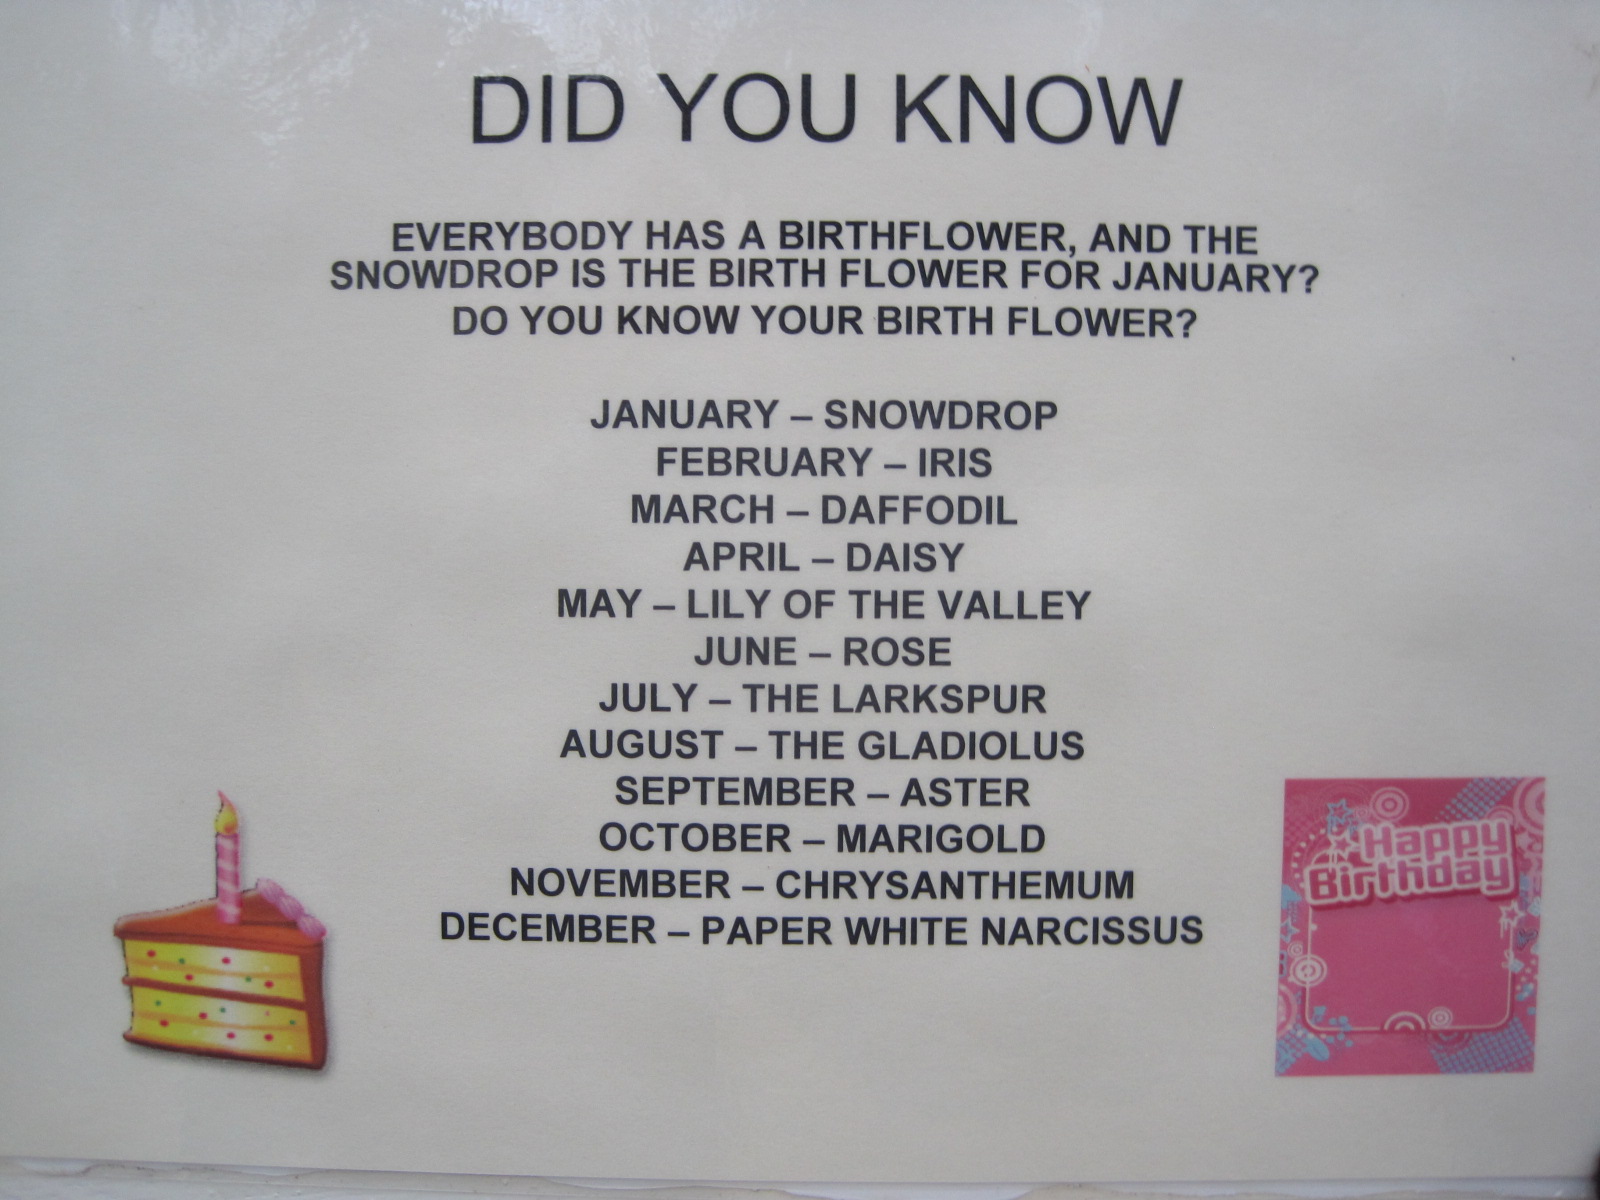 DID YOU KNOW
EVERYBODY HAS A BIRTHFLOWER, AND THE
SNOWDROP IS THE BIRTH FLOWER FOR JANUARY?
DO YOU KNOW YOUR BIRTH FLOWER?
JANUARY – SNOWDROP
FEBRUARY – IRIS
MARCH – DAFFODIL
APRIL – DAISY
MAY – LILY OF THE VALLEY
JUNE – ROSE
JULY – THE LARKSPUR
AUGUST – THE GLADIOLUS
SEPTEMBER – ASTER
OCTOBER – MARIGOLD
NOVEMBER – CHRYSANTHEMUM
DECEMBER – PAPER WHITE NARCISSUS
Happy
Birthday